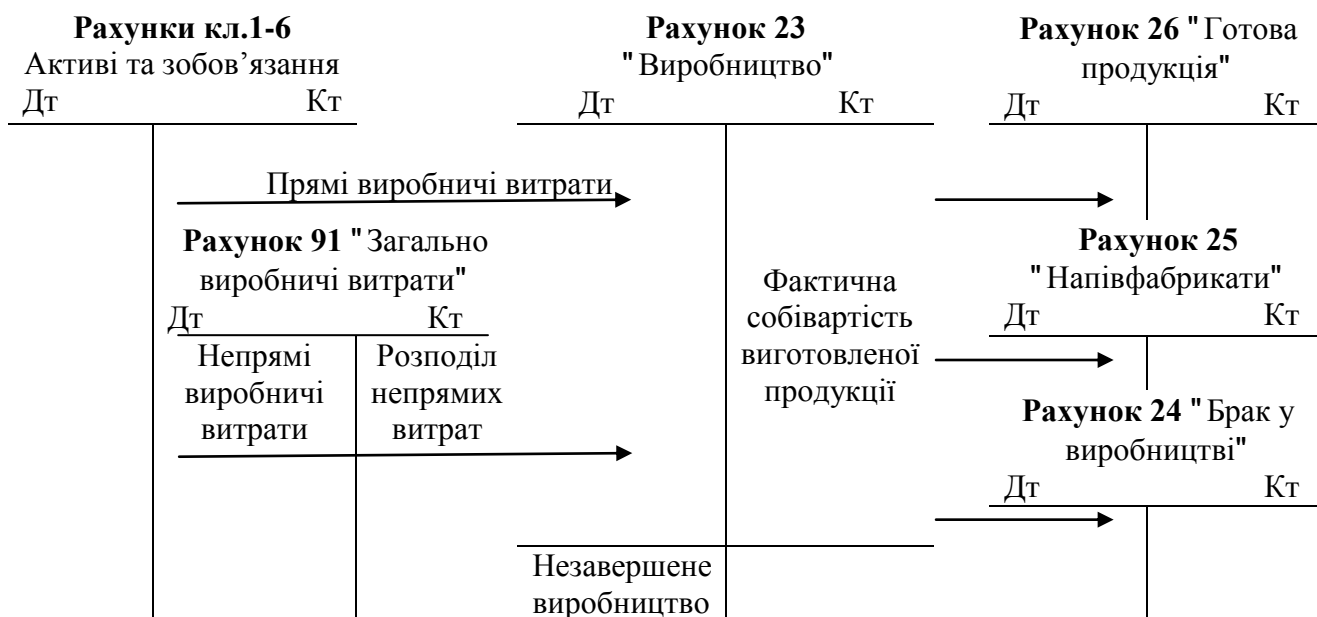 Рахунки кл.1-6
Активі та зобов’язання
Дт Кт
Рахунок 23
"Виробництво"
Дт Кт
Рахунок 26 "Готова
продукція"
Дт Кт
Прямі виробничі витрати
Рахунок 91 "Загально
виробничі витрати"
Дт Кт
Непрямі
виробничі
витрати
Розподіл
непрямих
витрат
Фактична
собівартість
виготовленої
продукції
Рахунок 25
"Напівфабрикати"
Дт Кт
Рахунок 24 "Брак у
виробництві"
Дт Кт
Незавершене
виробництво